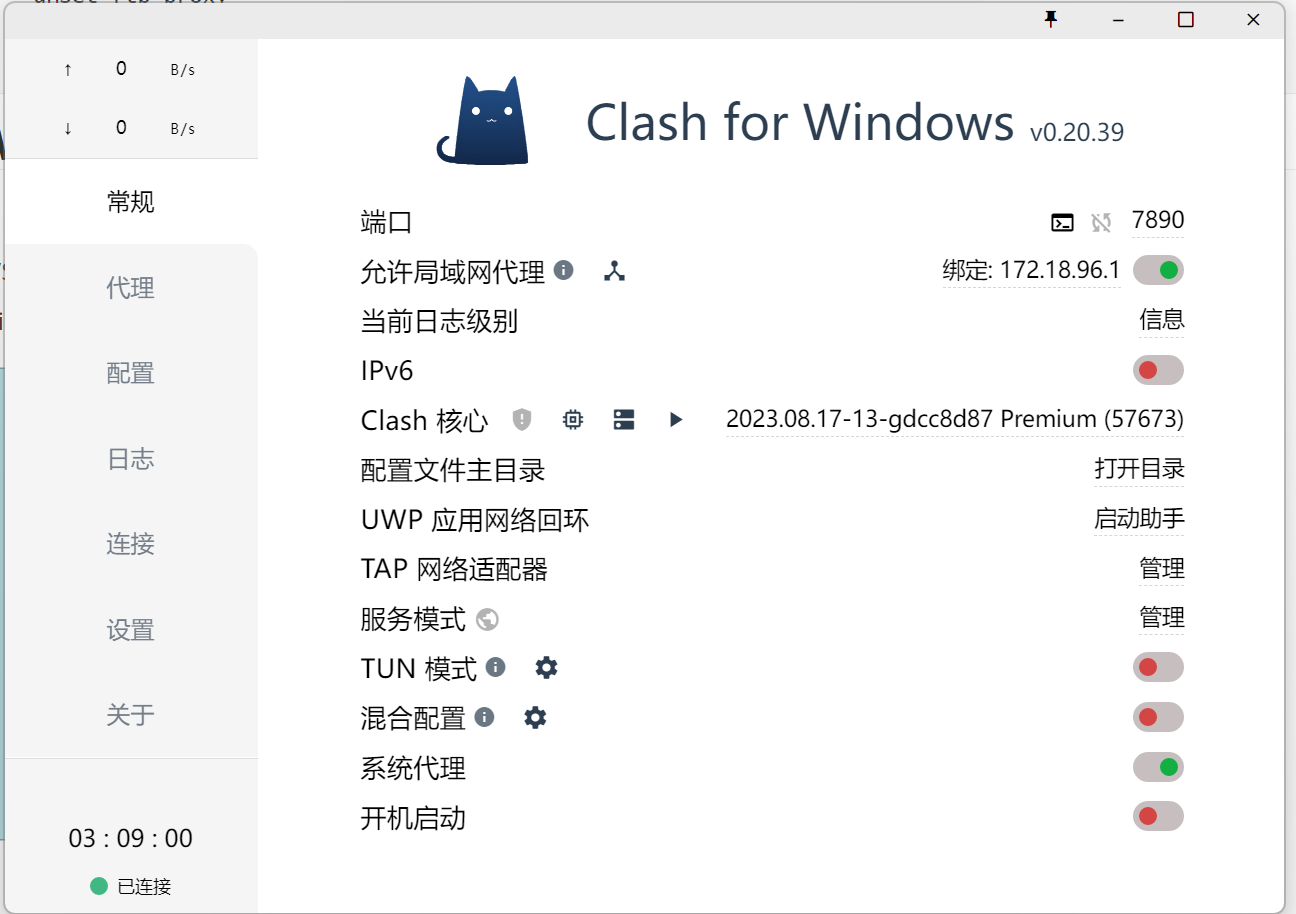 ↑ 0 B/s
↓ 0 B/s
常规
代理
配置
日志
连接
设置
关于
03 : 09 : 00
已连接
Clash for Windows v0.20.39
端口 7890
允许局域网代理 绑定: 172.18.96.1
当前日志级别 信息
IPv6
Clash 核心 2023.08.17-13-gdcc8d87 Premium (57673)
配置文件主目录 打开目录
UWP 应用网络回环 启动助手
TAP 网络适配器 管理
服务模式 管理
TUN 模式
混合配置
系统代理
开机启动